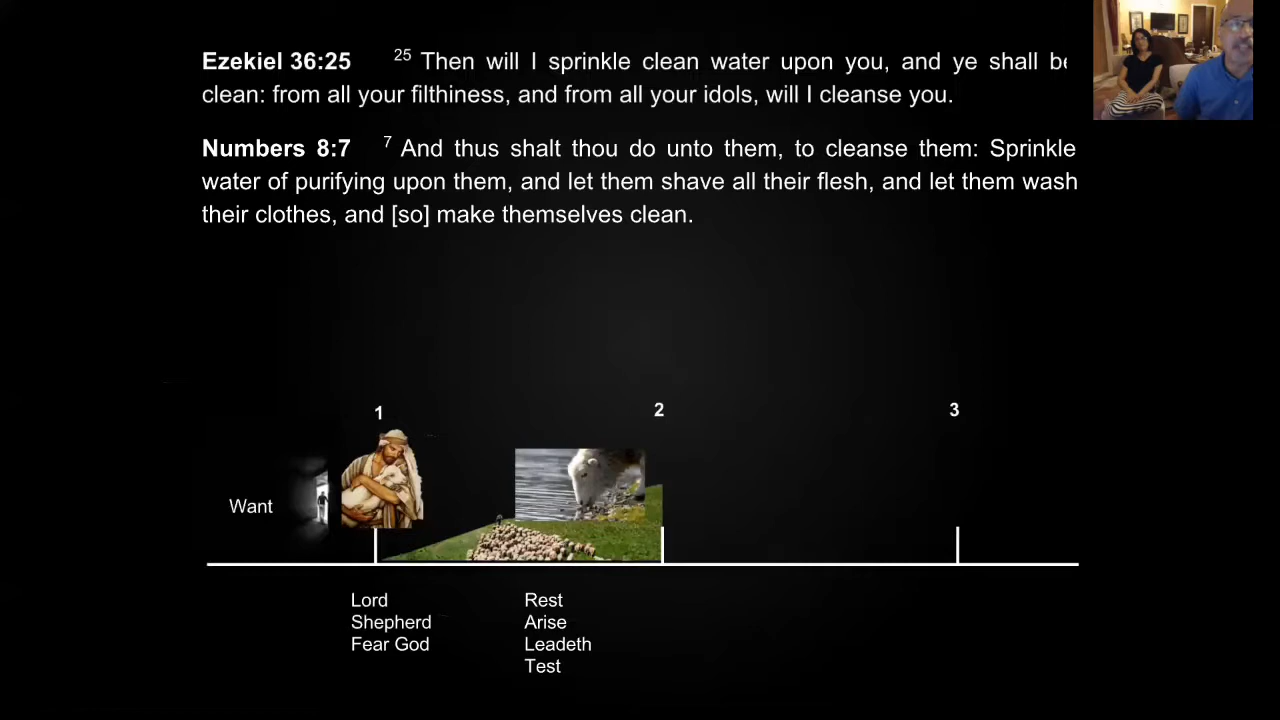 Ezekiel 36:25 25 Then will I sprinkle clean water upon you, and ye shall be
clean: from all your filthiness, and from all your idols, will I cleanse you.
Numbers 8:7 7 And thus shalt thou do unto them, to cleanse them: Sprinkle
water of purifying upon them, and let them shave all their flesh, and let them wash
their clothes, and [so] make themselves clean.
1 2 3
Want
Lord Rest
Shepherd Arise
Fear God Leadeth
Test